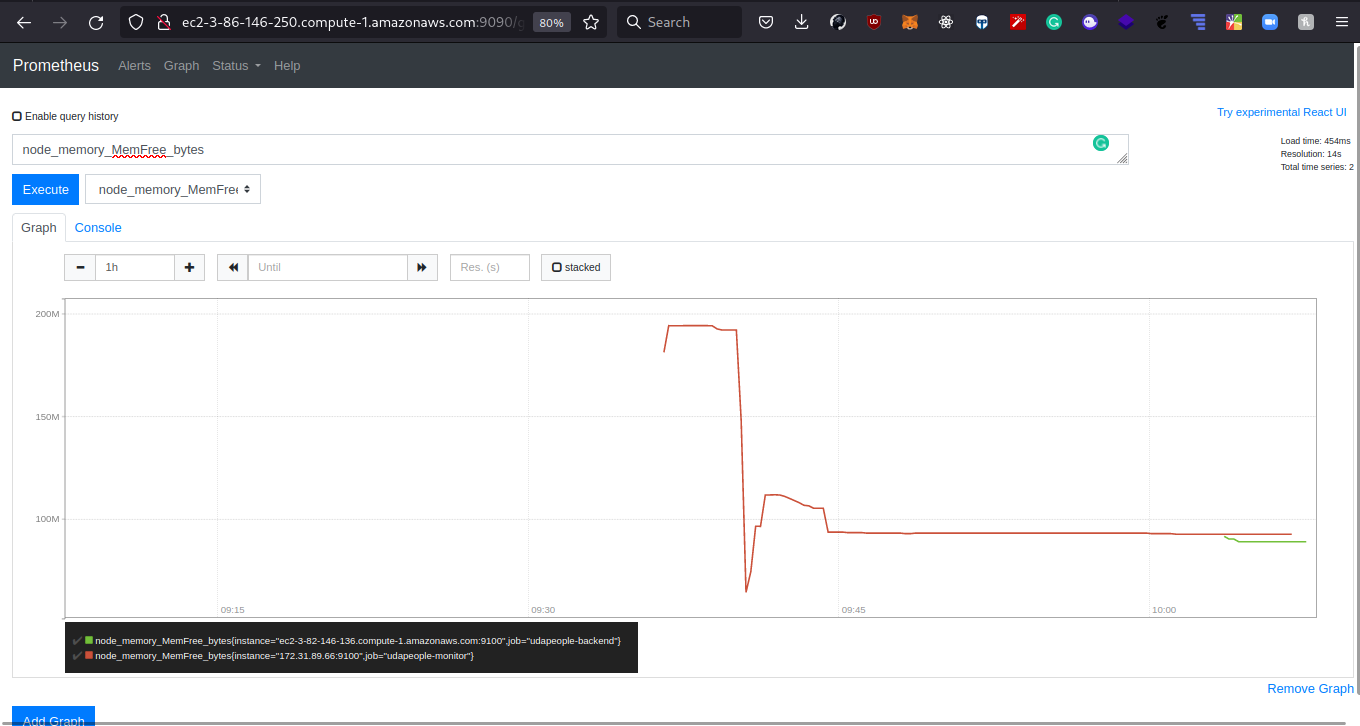 ec2-3-86-146-250.compute-1.amazonaws.com:9090/g
80%
Search
Prometheus
Alerts
Graph
Status
Help
Enable query history
Try experimental React UI
node_memory_MemFree_bytes
Load time: 454ms
Resolution: 14s
Total time series: 2
Execute
node_memory_MemFree
Graph
Console
1h
Until
Res. (s)
stacked
200M
150M
100M
09:15
09:30
09:45
10:00
node_memory_MemFree_bytes{instance="ec2-3-82-146-136.compute-1.amazonaws.com:9100",job="udapeople-backend"}
node_memory_MemFree_bytes{instance="172.31.89.66:9100",job="udapeople-monitor"}
Remove Graph
Add Graph